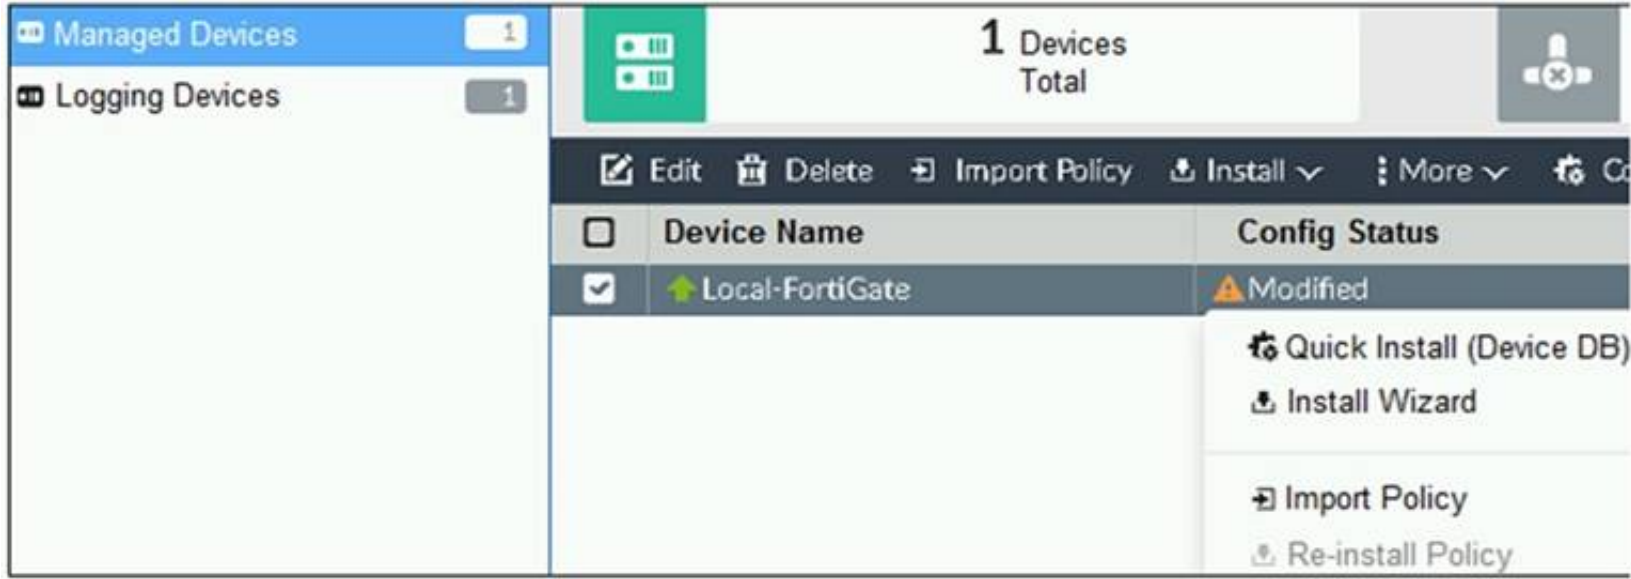 Managed Devices 1
Logging Devices 1
1 Devices
Total
Edit Delete Import Policy Install More
Device Name Config Status
Local-FortiGate Modified
Quick Install (Device DB)
Install Wizard
Import Policy
Re-install Policy